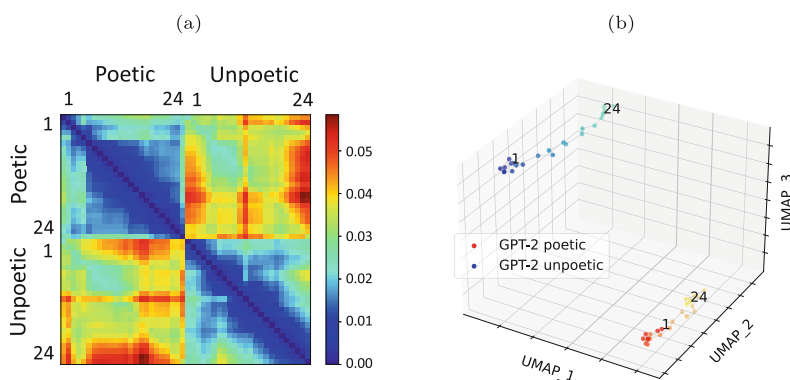 (a)
(b)
Poetic Unpoetic
1 24 1 24
1
Poetic
24
1
Unpoetic
24
0.05
0.04
0.03
0.02
0.01
0.00
24
1
GPT-2 poetic
GPT-2 unpoetic
24
1
UMAP_1
UMAP_2
UMAP_3